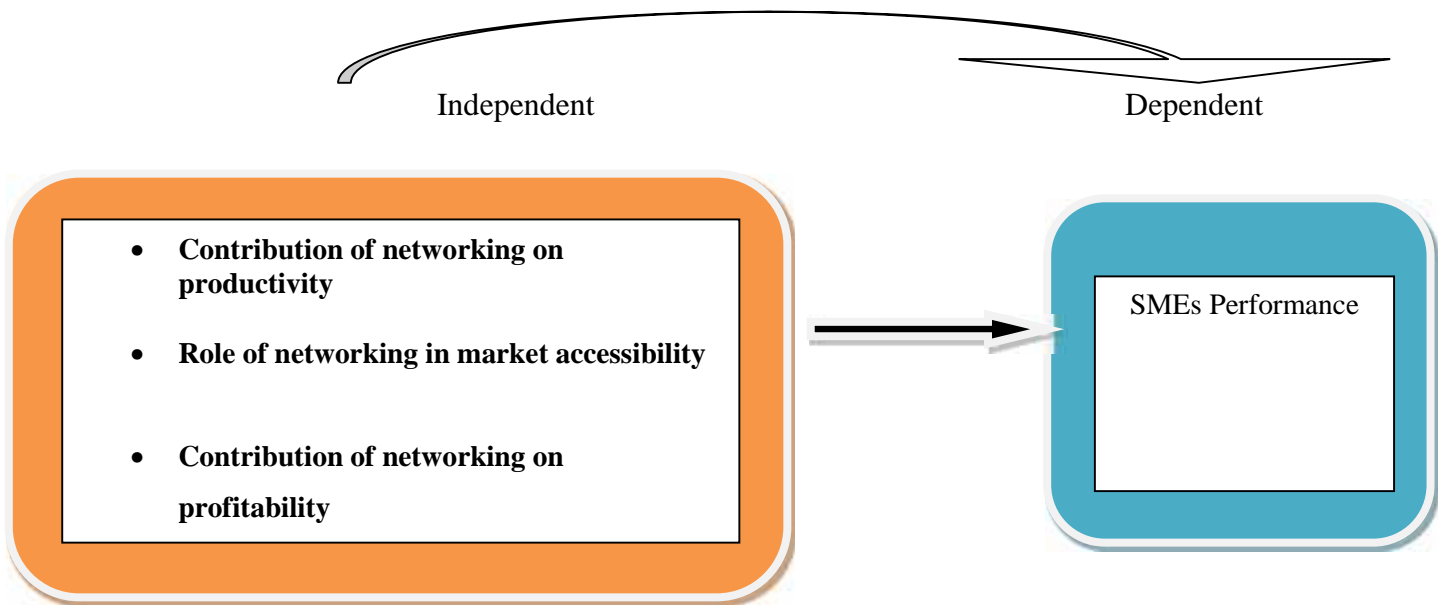 Independent
Dependent
• Contribution of networking on
productivity
• Role of networking in market accessibility
• Contribution of networking on
profitability
SMEs Performance